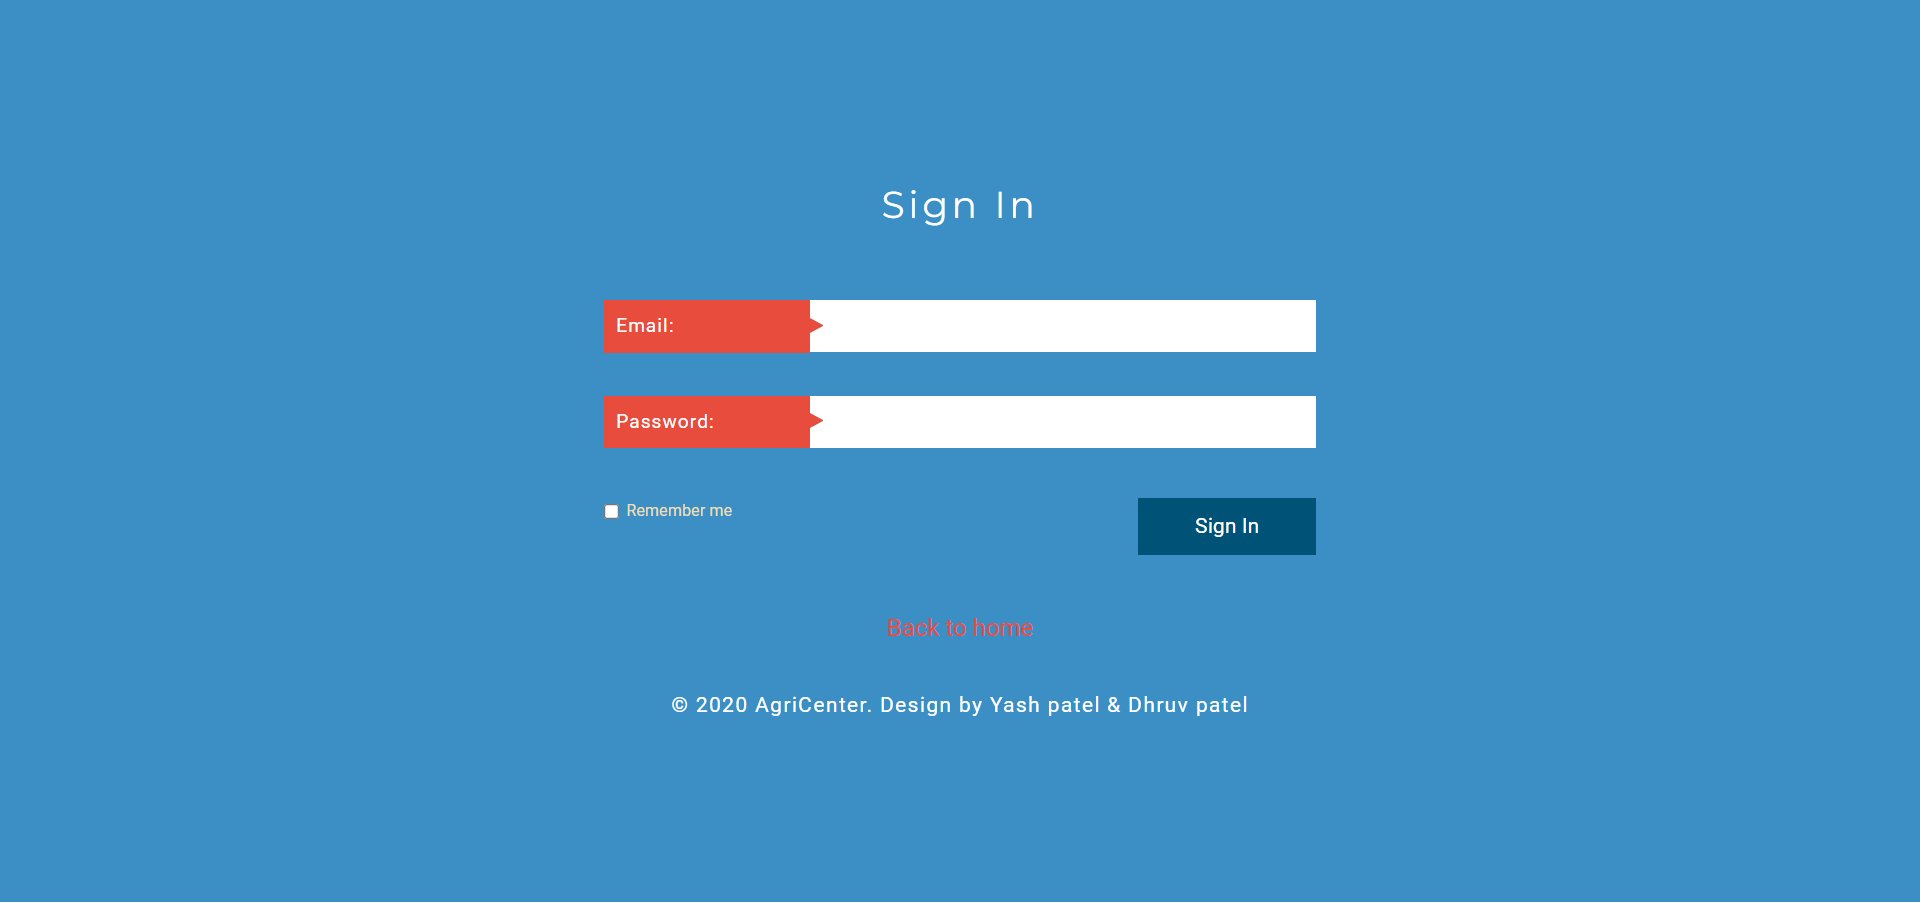 Sign In
Email:
Password:
Remember me
Sign In
Back to home
© 2020 AgriCenter. Design by Yash patel & Dhruv patel